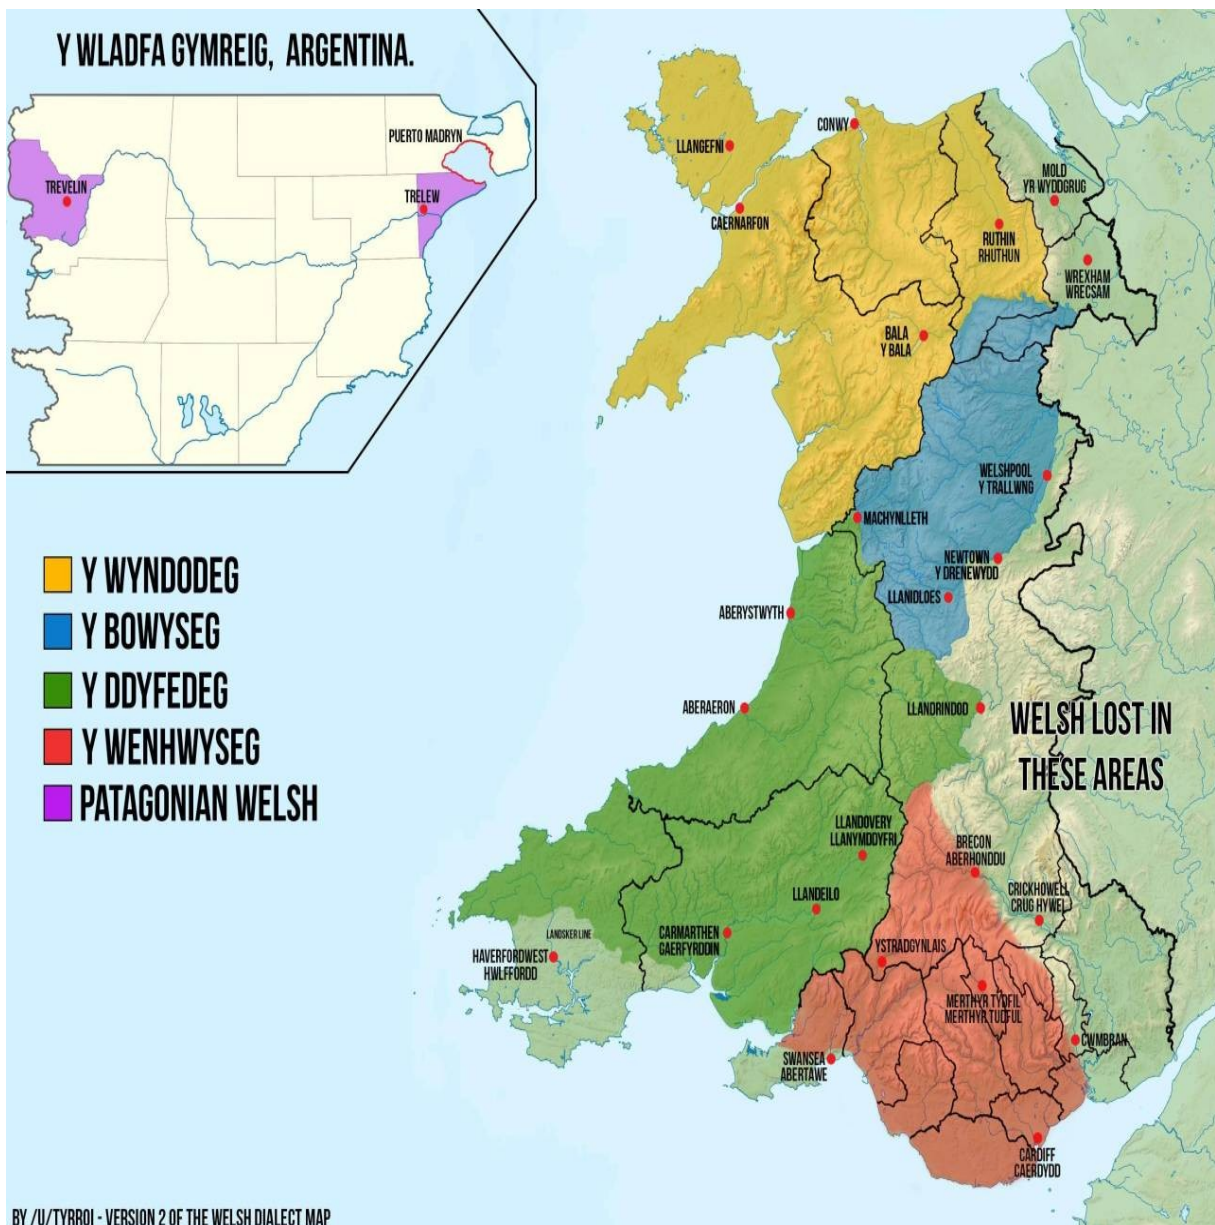 Y WLADFA GYMREIG, ARGENTINA.
PUERTO MADRYN
TREVELIN
TRELEW
CONWY
LLANGEFNI
CAERNARFON
MOLD
YR WYDDGRUG
RUTHIN
RHUTHUN
WREXHAM
WRECSAM
BALA
Y BALA
WELSHPOOL
Y TRALLWNG
MACHYNLLETH
NEWTOWN
Y DRENEWYDD
LLANIDLOES
ABERYSTWYTH
ABERAERON
LLANDRINDOD
Y WYNDODEG
Y BOWYSEG
Y DDYFEDEG
Y WENHWYSEG
PATAGONIAN WELSH
WELSH LOST IN
THESE AREAS
LLANDOVERY
LLANYMDDYFRI
BRECON
ABERHONDDU
CRICKHOWELL
CRUG HYWEL
LLANDEILO
CARMARTHEN
GAERFYRDDIN
LANDSKER LINE
HAVERFORDWEST
HWLFFORDD
YSTRADGYNLAIS
MERTHYR TYDFIL
MERTHYR TUDFUL
CWMBRAN
SWANSEA
ABERTAWE
CARDIFF
CAERDYDD
BY /U/TYRROI - VERSION 2 OF THE WELSH DIALECT MAP